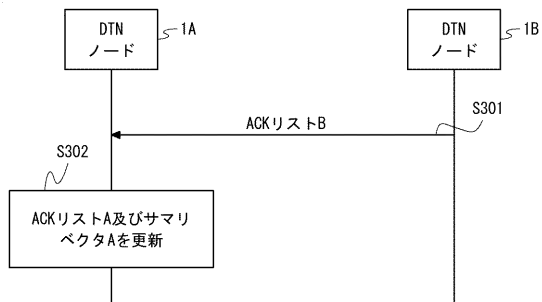 DTN
ノード
1A
DTN
ノード
1B
ACKリストB
S301
S302
ACKリストA及びサマリ
ベクタAを更新